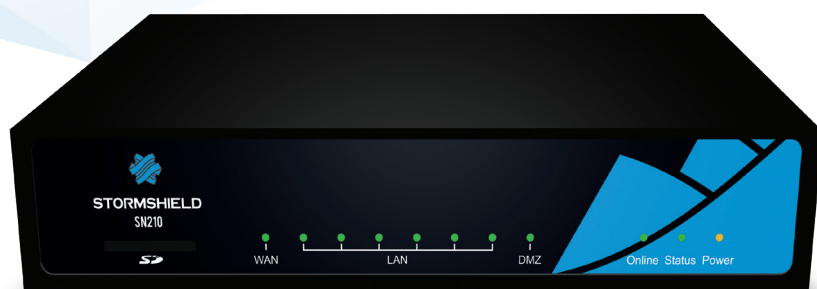 STORMSHIELD
SN210
SD
WAN
LAN
DMZ
Online Status Power